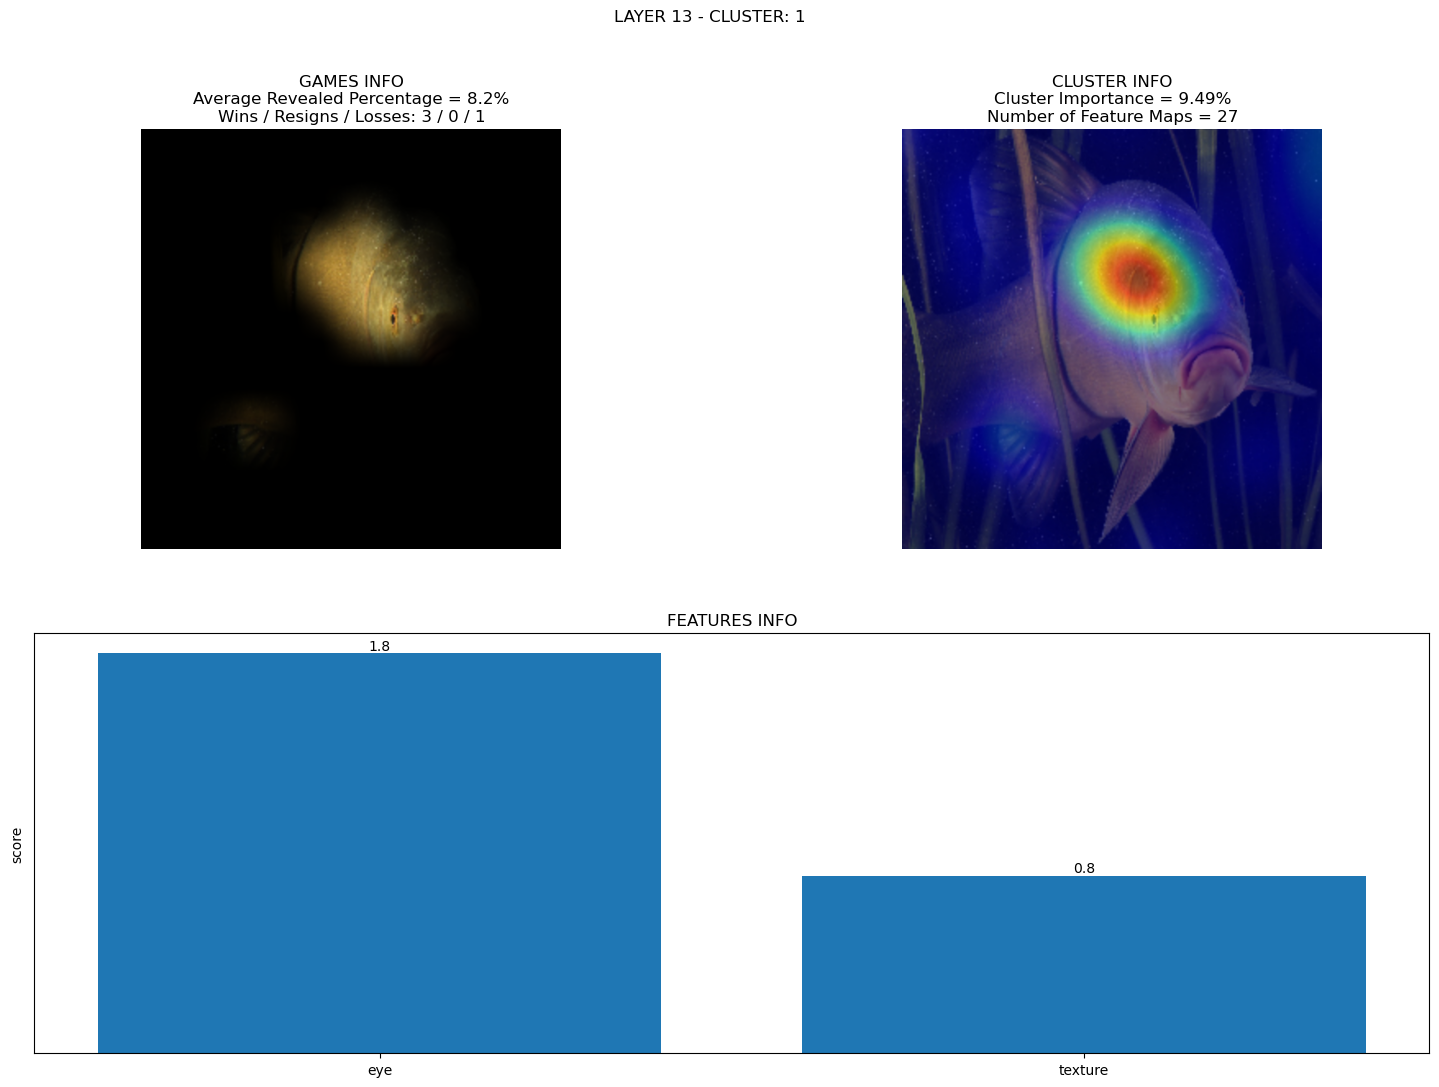 LAYER 13 - CLUSTER: 1
GAMES INFO
Average Revealed Percentage = 8.2%
Wins / Resigns / Losses: 3 / 0 / 1
CLUSTER INFO
Cluster Importance = 9.49%
Number of Feature Maps = 27
FEATURES INFO
score
1.8
0.8
eye
texture